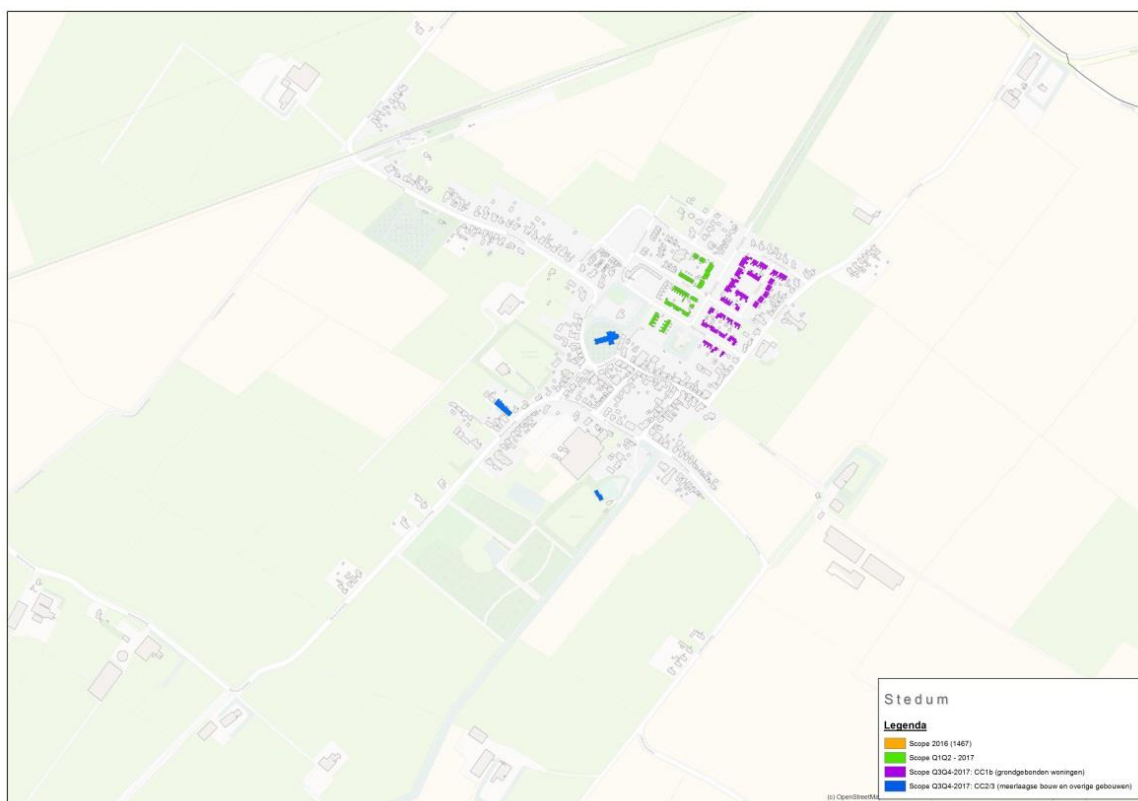 Stedum
Legenda
Scope 2016 (1467)
Scope Q1Q2 - 2017
Scope Q3Q4-2017: CC1b (grondgebonden woningen)
Scope Q3Q4-2017: CC2/3 (meerlaagse bouw en overige gebouwen)
(c) OpenStreetMa